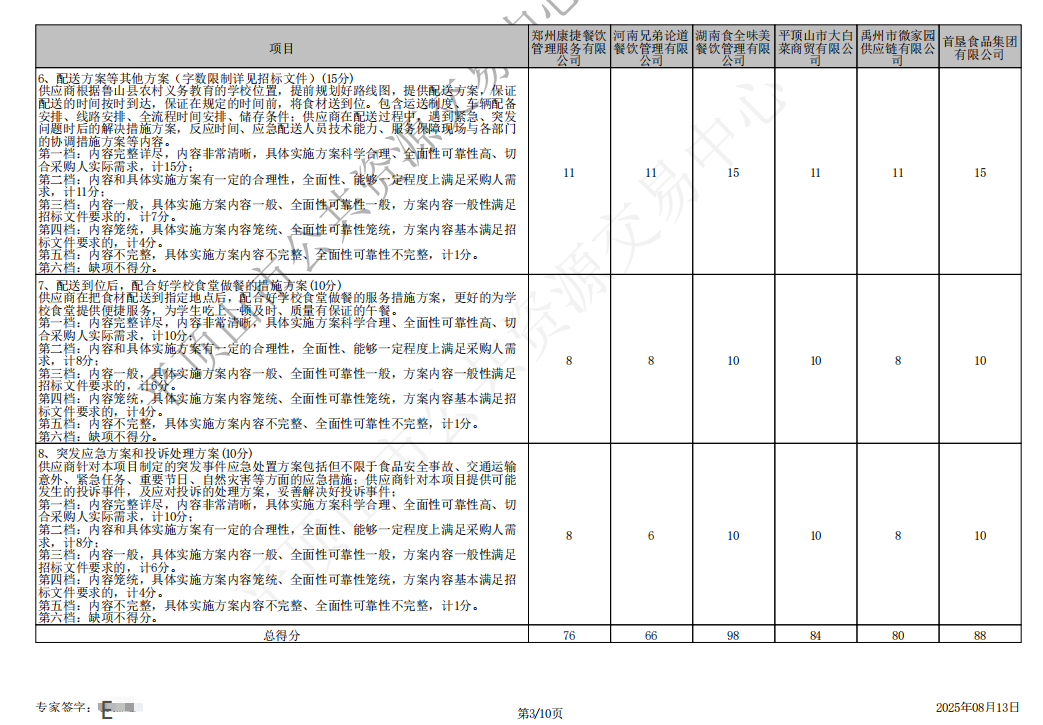 项目
郑州康捷餐饮
管理服务有限
公司
河南兄弟论道
餐饮管理有限
公司
湖南食全味美
餐饮管理有限
公司
平顶山市大白
菜商贸有限公
司
禹州市微家园
供应链有限公
司
首垦食品集团
有限公司
6、配送方案等其他方案（字数限制详见招标文件）(15分)
供应商根据鲁山县农村义务教育的学校位置，提前规划好路线图，提供配送方案，保证
配送的时间按时到达，保证在规定的时间前，将食材送到位。包含运送制度、车辆配备
安排、线路安排、全流程时间安排、储存条件；供应商在配送过程中，遇到紧急、突发
问题时后的解决措施方案，反应时间、应急配送人员技术能力、服务保障现场与各部门
的协调措施方案等内容。
第一档：内容完整详尽，内容非常清晰，具体实施方案科学合理、全面性可靠性高、切
合采购人实际需求，计15分；
第二档：内容和具体实施方案有一定的合理性，全面性、能够一定程度上满足采购人需
求，计11分；
第三档：内容一般，具体实施方案内容一般、全面性可靠性一般，方案内容一般性满足
招标文件要求的，计7分。
第四档：内容笼统，具体实施方案内容笼统、全面性可靠性笼统，方案内容基本满足招
标文件要求的，计4分。
第五档：内容不完整，具体实施方案内容不完整、全面性可靠性不完整，计1分。
第六档：缺项不得分。
11 11 15 11 11 15
7、配送到位后，配合好学校食堂做餐的措施方案(10分)
供应商在把食材配送到指定地点后，配合好学校食堂做餐的服务措施方案，更好的为学
校食堂提供便捷服务，为学生吃上一顿及时、质量有保证的午餐。
第一档：内容完整详尽，内容非常清晰，具体实施方案科学合理、全面性可靠性高、切
合采购人实际需求，计10分；
第二档：内容和具体实施方案有一定的合理性，全面性、能够一定程度上满足采购人需
求，计8分；
第三档：内容一般，具体实施方案内容一般、全面性可靠性一般，方案内容一般性满足
招标文件要求的，计6分。
第四档：内容笼统，具体实施方案内容笼统、全面性可靠性笼统，方案内容基本满足招
标文件要求的，计4分。
第五档：内容不完整，具体实施方案内容不完整、全面性可靠性不完整，计1分。
第六档：缺项不得分。
8 8 10 10 8 10
8、突发应急方案和投诉处理方案(10分)
供应商针对本项目制定的突发事件应急处置方案包括但不限于食品安全事故、交通运输
意外、紧急任务、重要节日、自然灾害等方面的应急措施；供应商针对本项目提供可能
发生的投诉事件，及应对投诉的处理方案，妥善解决好投诉事件；
第一档：内容完整详尽，内容非常清晰，具体实施方案科学合理、全面性可靠性高、切
合采购人实际需求，计10分；
第二档：内容和具体实施方案有一定的合理性，全面性、能够一定程度上满足采购人需
求，计8分；
第三档：内容一般，具体实施方案内容一般、全面性可靠性一般，方案内容一般性满足
招标文件要求的，计6分。
第四档：内容笼统，具体实施方案内容笼统、全面性可靠性笼统，方案内容基本满足招
标文件要求的，计4分。
第五档：内容不完整，具体实施方案内容不完整、全面性可靠性不完整，计1分。
第六档：缺项不得分。
8 6 10 10 8 10
总得分 76 66 98 84 80 88
平顶山市公共资源交易中心
平顶山市公共资源交易中心
专家签字：E
第3/10页
2025年08月13日